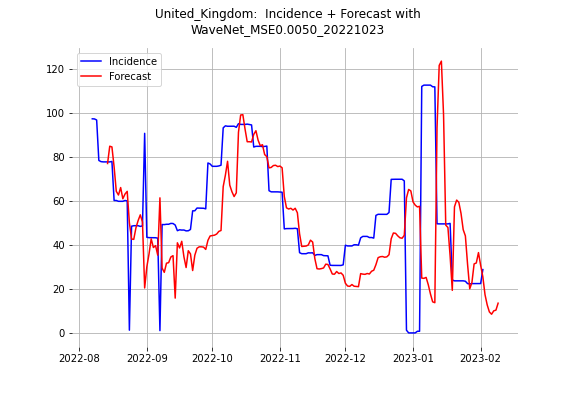 United_Kingdom:  Incidence + Forecast with
WaveNet_MSE0.0050_20221023
Incidence
Forecast
120
100
80
60
40
20
0
2022-08 2022-09 2022-10 2022-11 2022-12 2023-01 2023-02